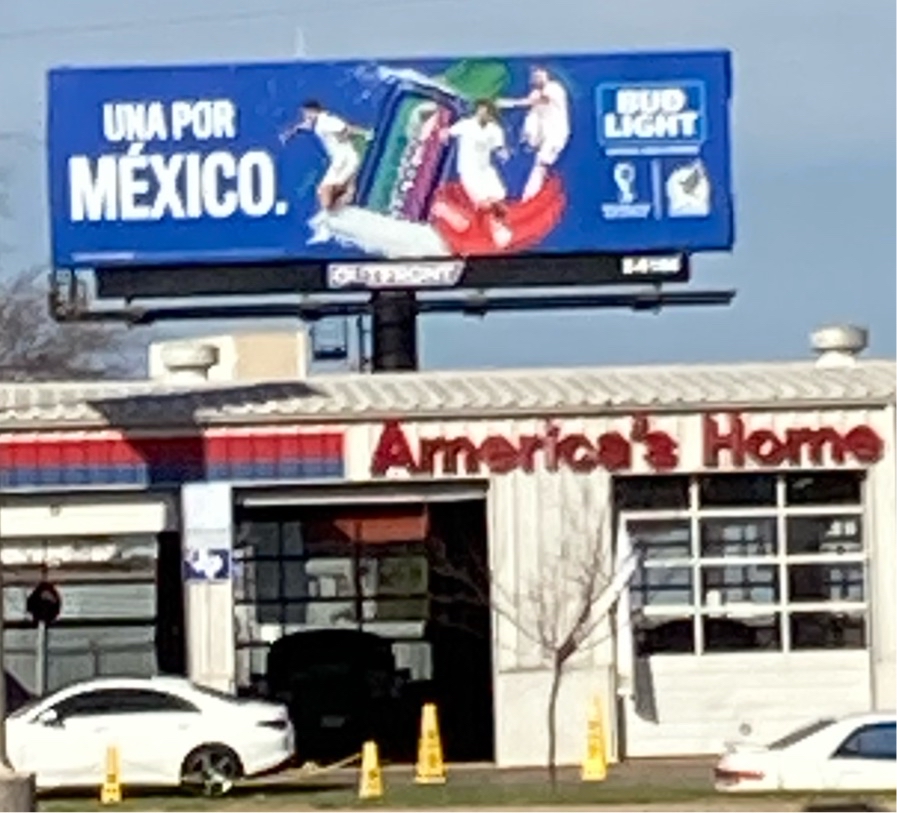 UNA POR
MÉXICO.
BUD
LIGHT
OUTFRONT
America's Home